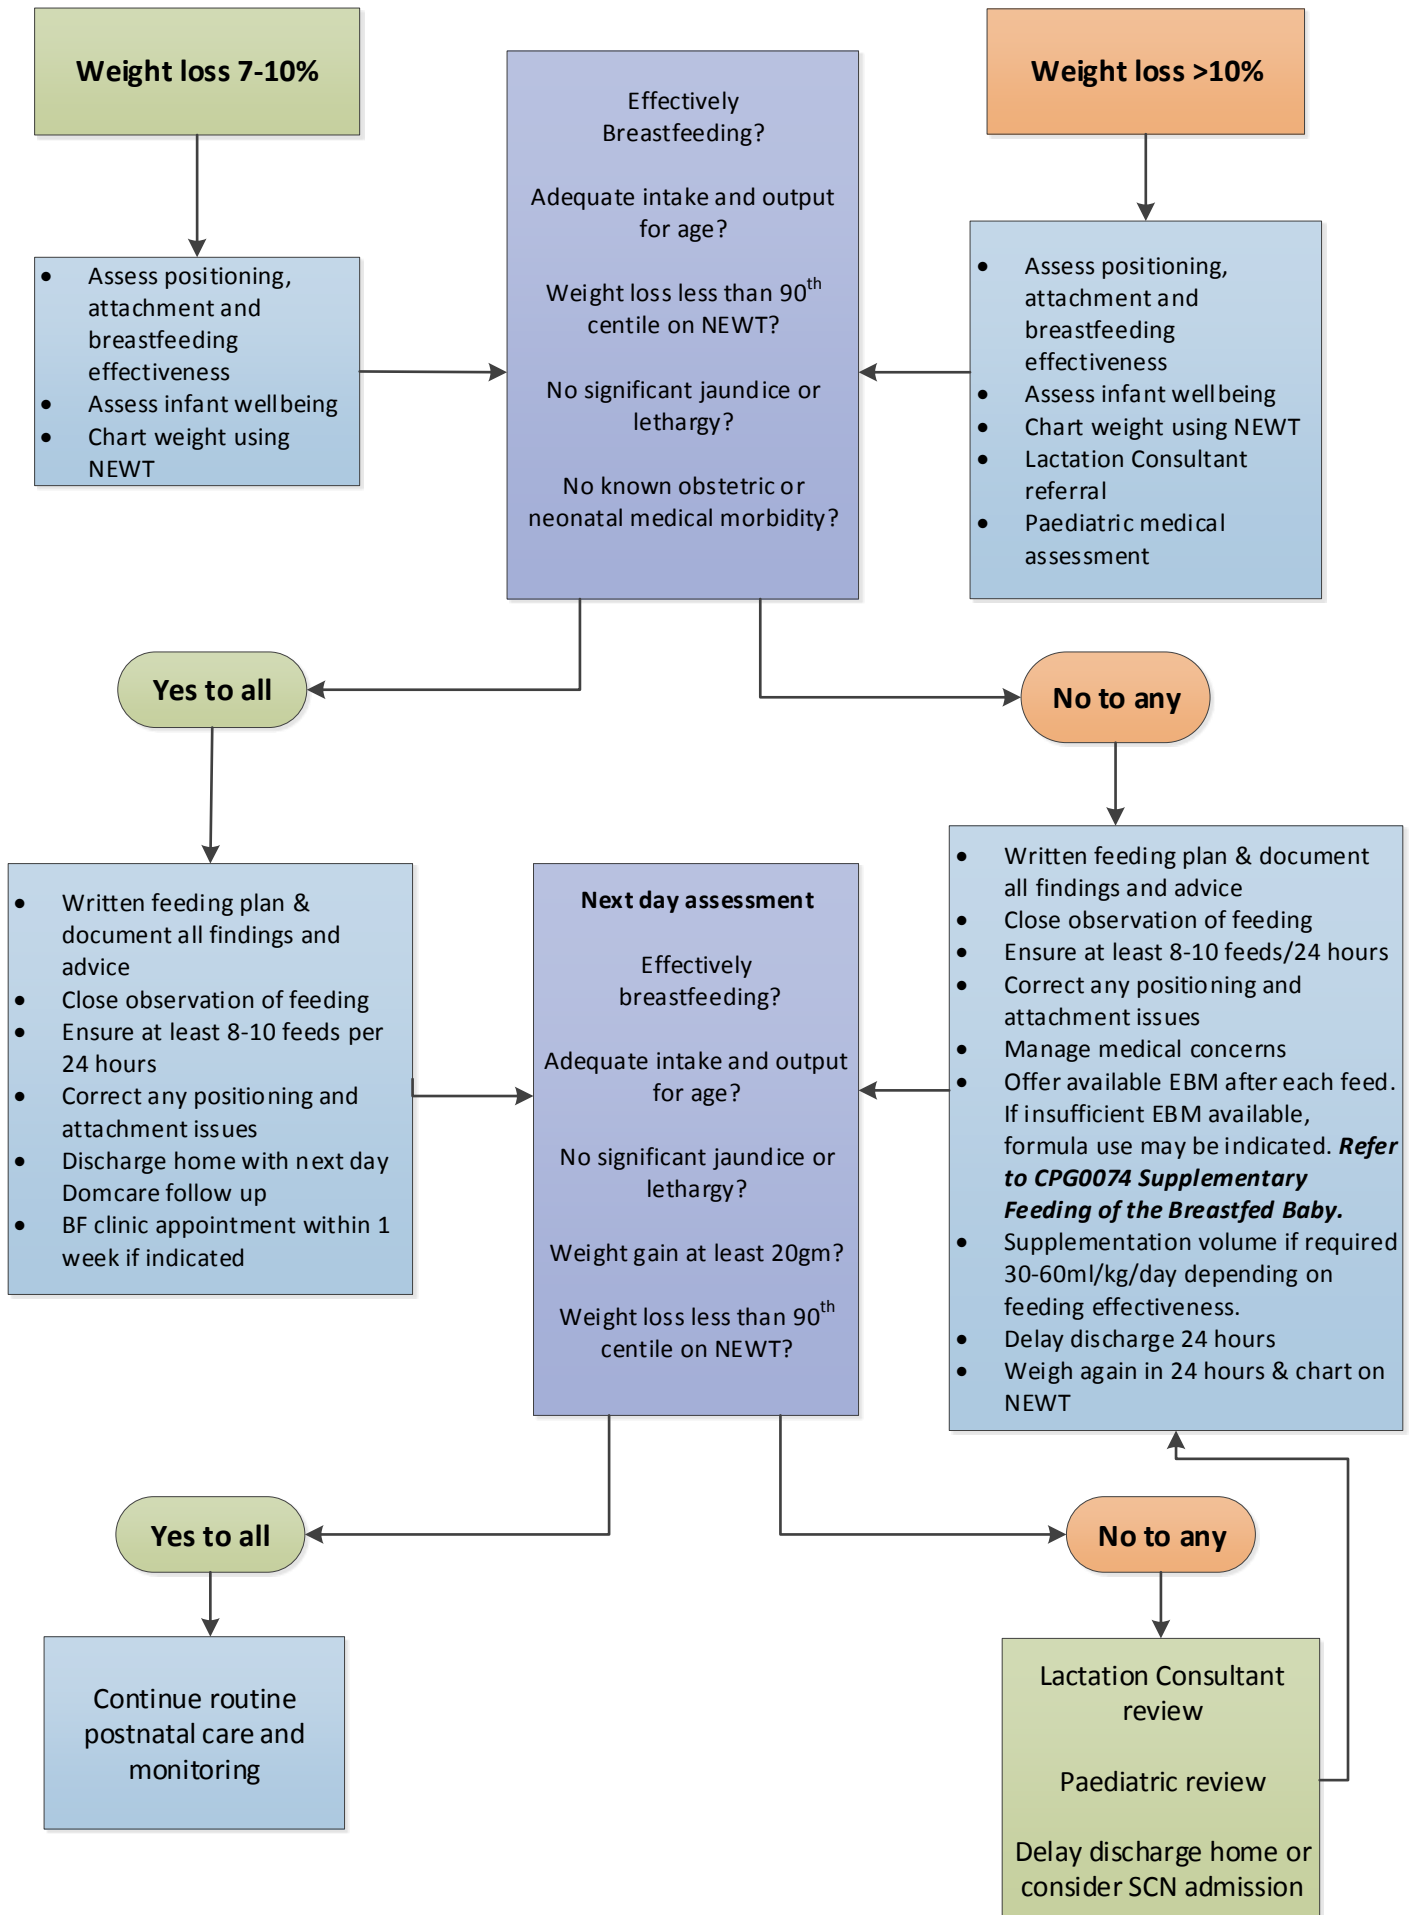 Weight loss 7-10%
Effectively
Breastfeeding?
Adequate intake and output
for age?
Weight loss less than 90th
centile on NEWT?
No significant jaundice or
lethargy?
No known obstetric or
neonatal medical morbidity?
Weight loss >10%
• Assess positioning,
attachment and
breastfeeding
effectiveness
• Assess infant wellbeing
• Chart weight using
NEWT
• Assess positioning,
attachment and
breastfeeding
effectiveness
• Assess infant wellbeing
• Chart weight using NEWT
• Lactation Consultant
referral
• Paediatric medical
assessment
Yes to all
No to any
• Written feeding plan &
document all findings and
advice
• Close observation of feeding
• Ensure at least 8-10 feeds per
24 hours
• Correct any positioning and
attachment issues
• Discharge home with next day
Domcare follow up
• BF clinic appointment within 1
week if indicated
Next day assessment
Effectively
breastfeeding?
Adequate intake and output
for age?
No significant jaundice or
lethargy?
Weight gain at least 20gm?
Weight loss less than 90th
centile on NEWT?
• Written feeding plan & document
all findings and advice
• Close observation of feeding
• Ensure at least 8-10 feeds/24 hours
• Correct any positioning and
attachment issues
• Manage medical concerns
• Offer available EBM after each feed.
If insufficient EBM available,
formula use may be indicated. Refer
to CPG0074 Supplementary
Feeding of the Breastfed Baby.
• Supplementation volume if required
30-60ml/kg/day depending on
feeding effectiveness.
• Delay discharge 24 hours
• Weigh again in 24 hours & chart on
NEWT
Yes to all
No to any
Continue routine
postnatal care and
monitoring
Lactation Consultant
review
Paediatric review
Delay discharge home or
consider SCN admission